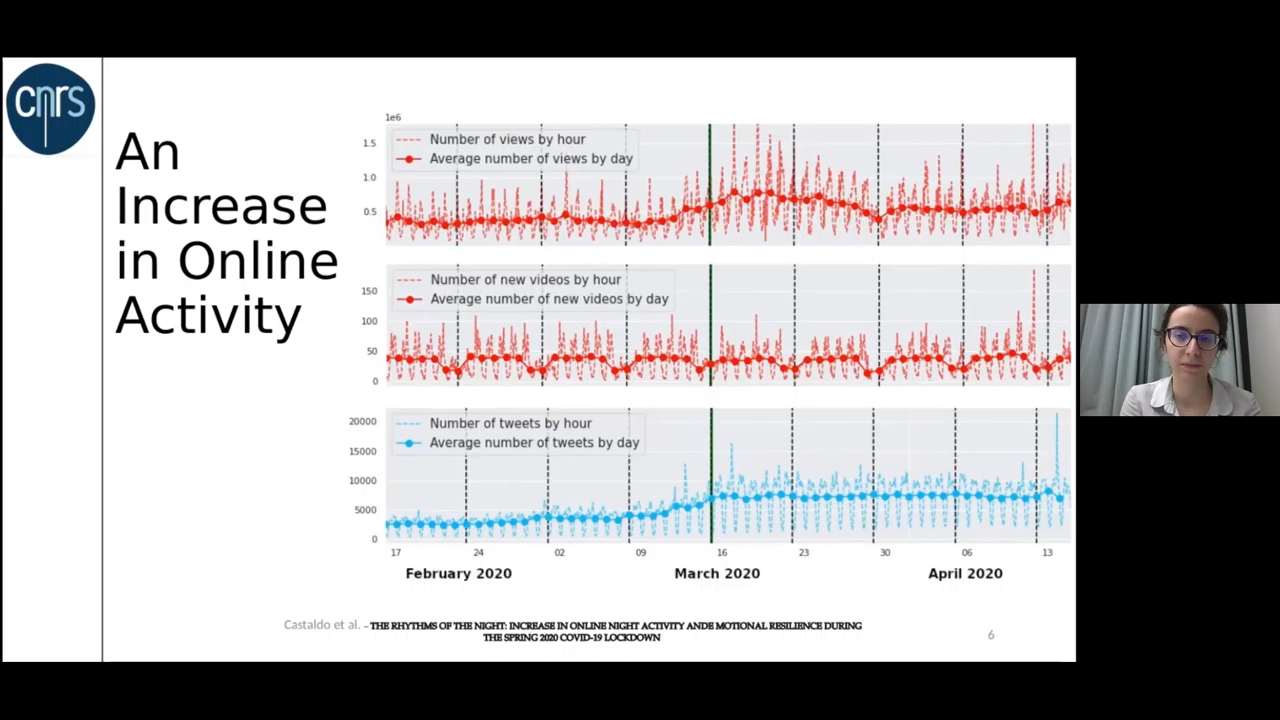 cnrs
An
Increase
in Online
Activity
1e6
Number of views by hour
Average number of views by day
1.5
1.0
0.5
Number of new videos by hour
Average number of new videos by day
150
100
50
0
Number of tweets by hour
Average number of tweets by day
20000
15000
10000
5000
0
17 24 02 09 16 23 30 06 13
February 2020 March 2020 April 2020
Castaldo et al. – THE RHYTHMS OF THE NIGHT: INCREASE IN ONLINE NIGHT ACTIVITY ANDE MOTIONAL RESILIENCE DURING
THE SPRING 2020 COVID-19 LOCKDOWN
6